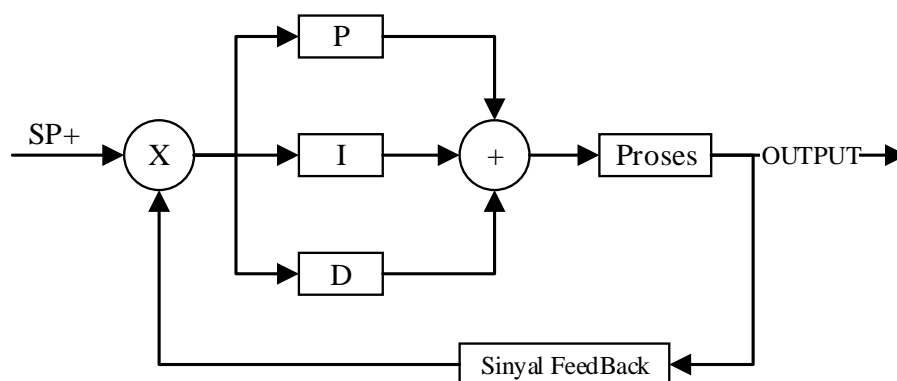 P
SP+
X
I
+
Proses
OUTPUT
D
Sinyal FeedBack